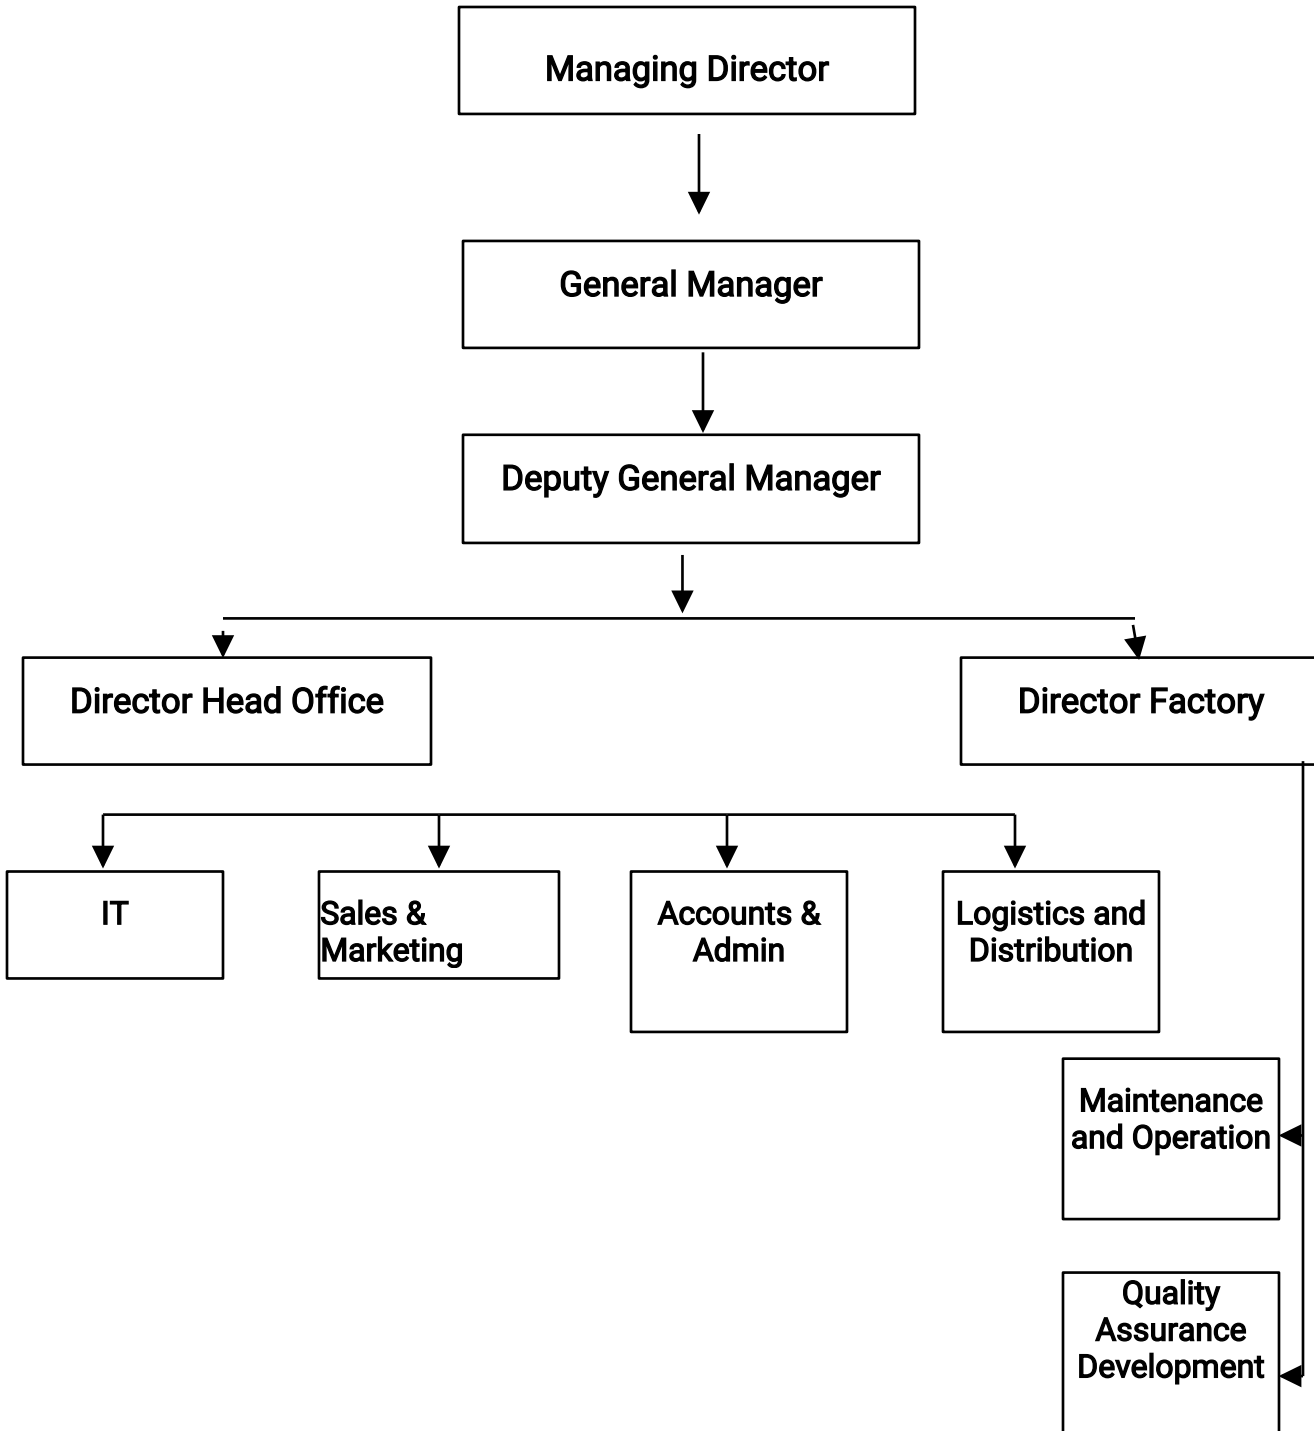 Managing Director
General Manager
Deputy General Manager
Director Head Office
Director Factory
IT
Sales &
Marketing
Accounts &
Admin
Logistics and
Distribution
Maintenance
and Operation
Quality
Assurance
Development